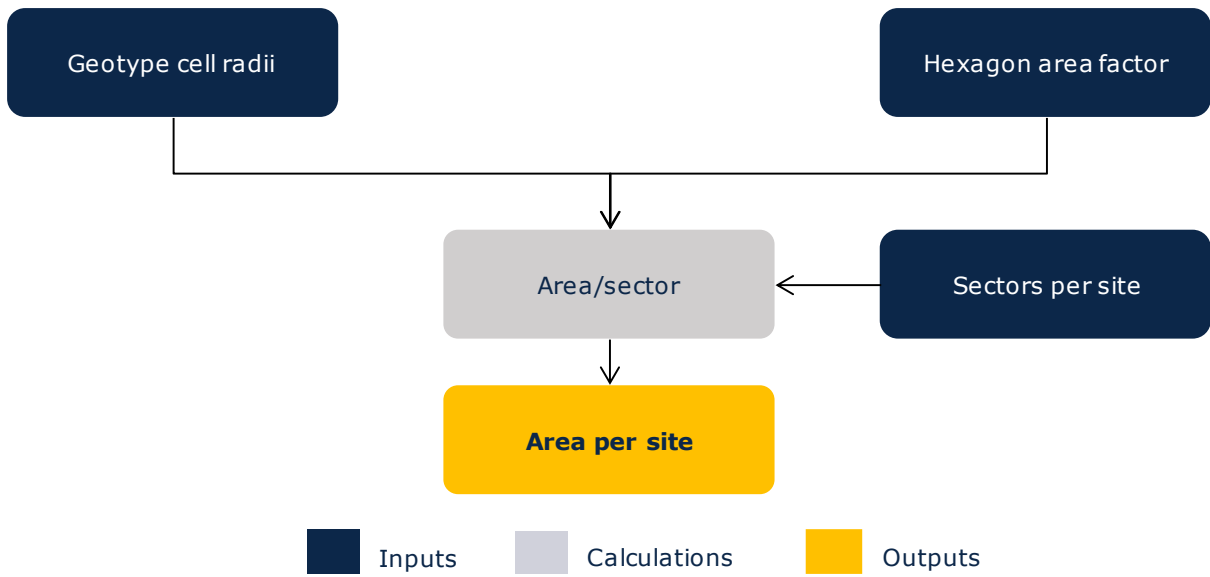 Geotype cell radii
Hexagon area factor
Area/sector
Sectors per site
Area per site
Inputs
Calculations
Outputs